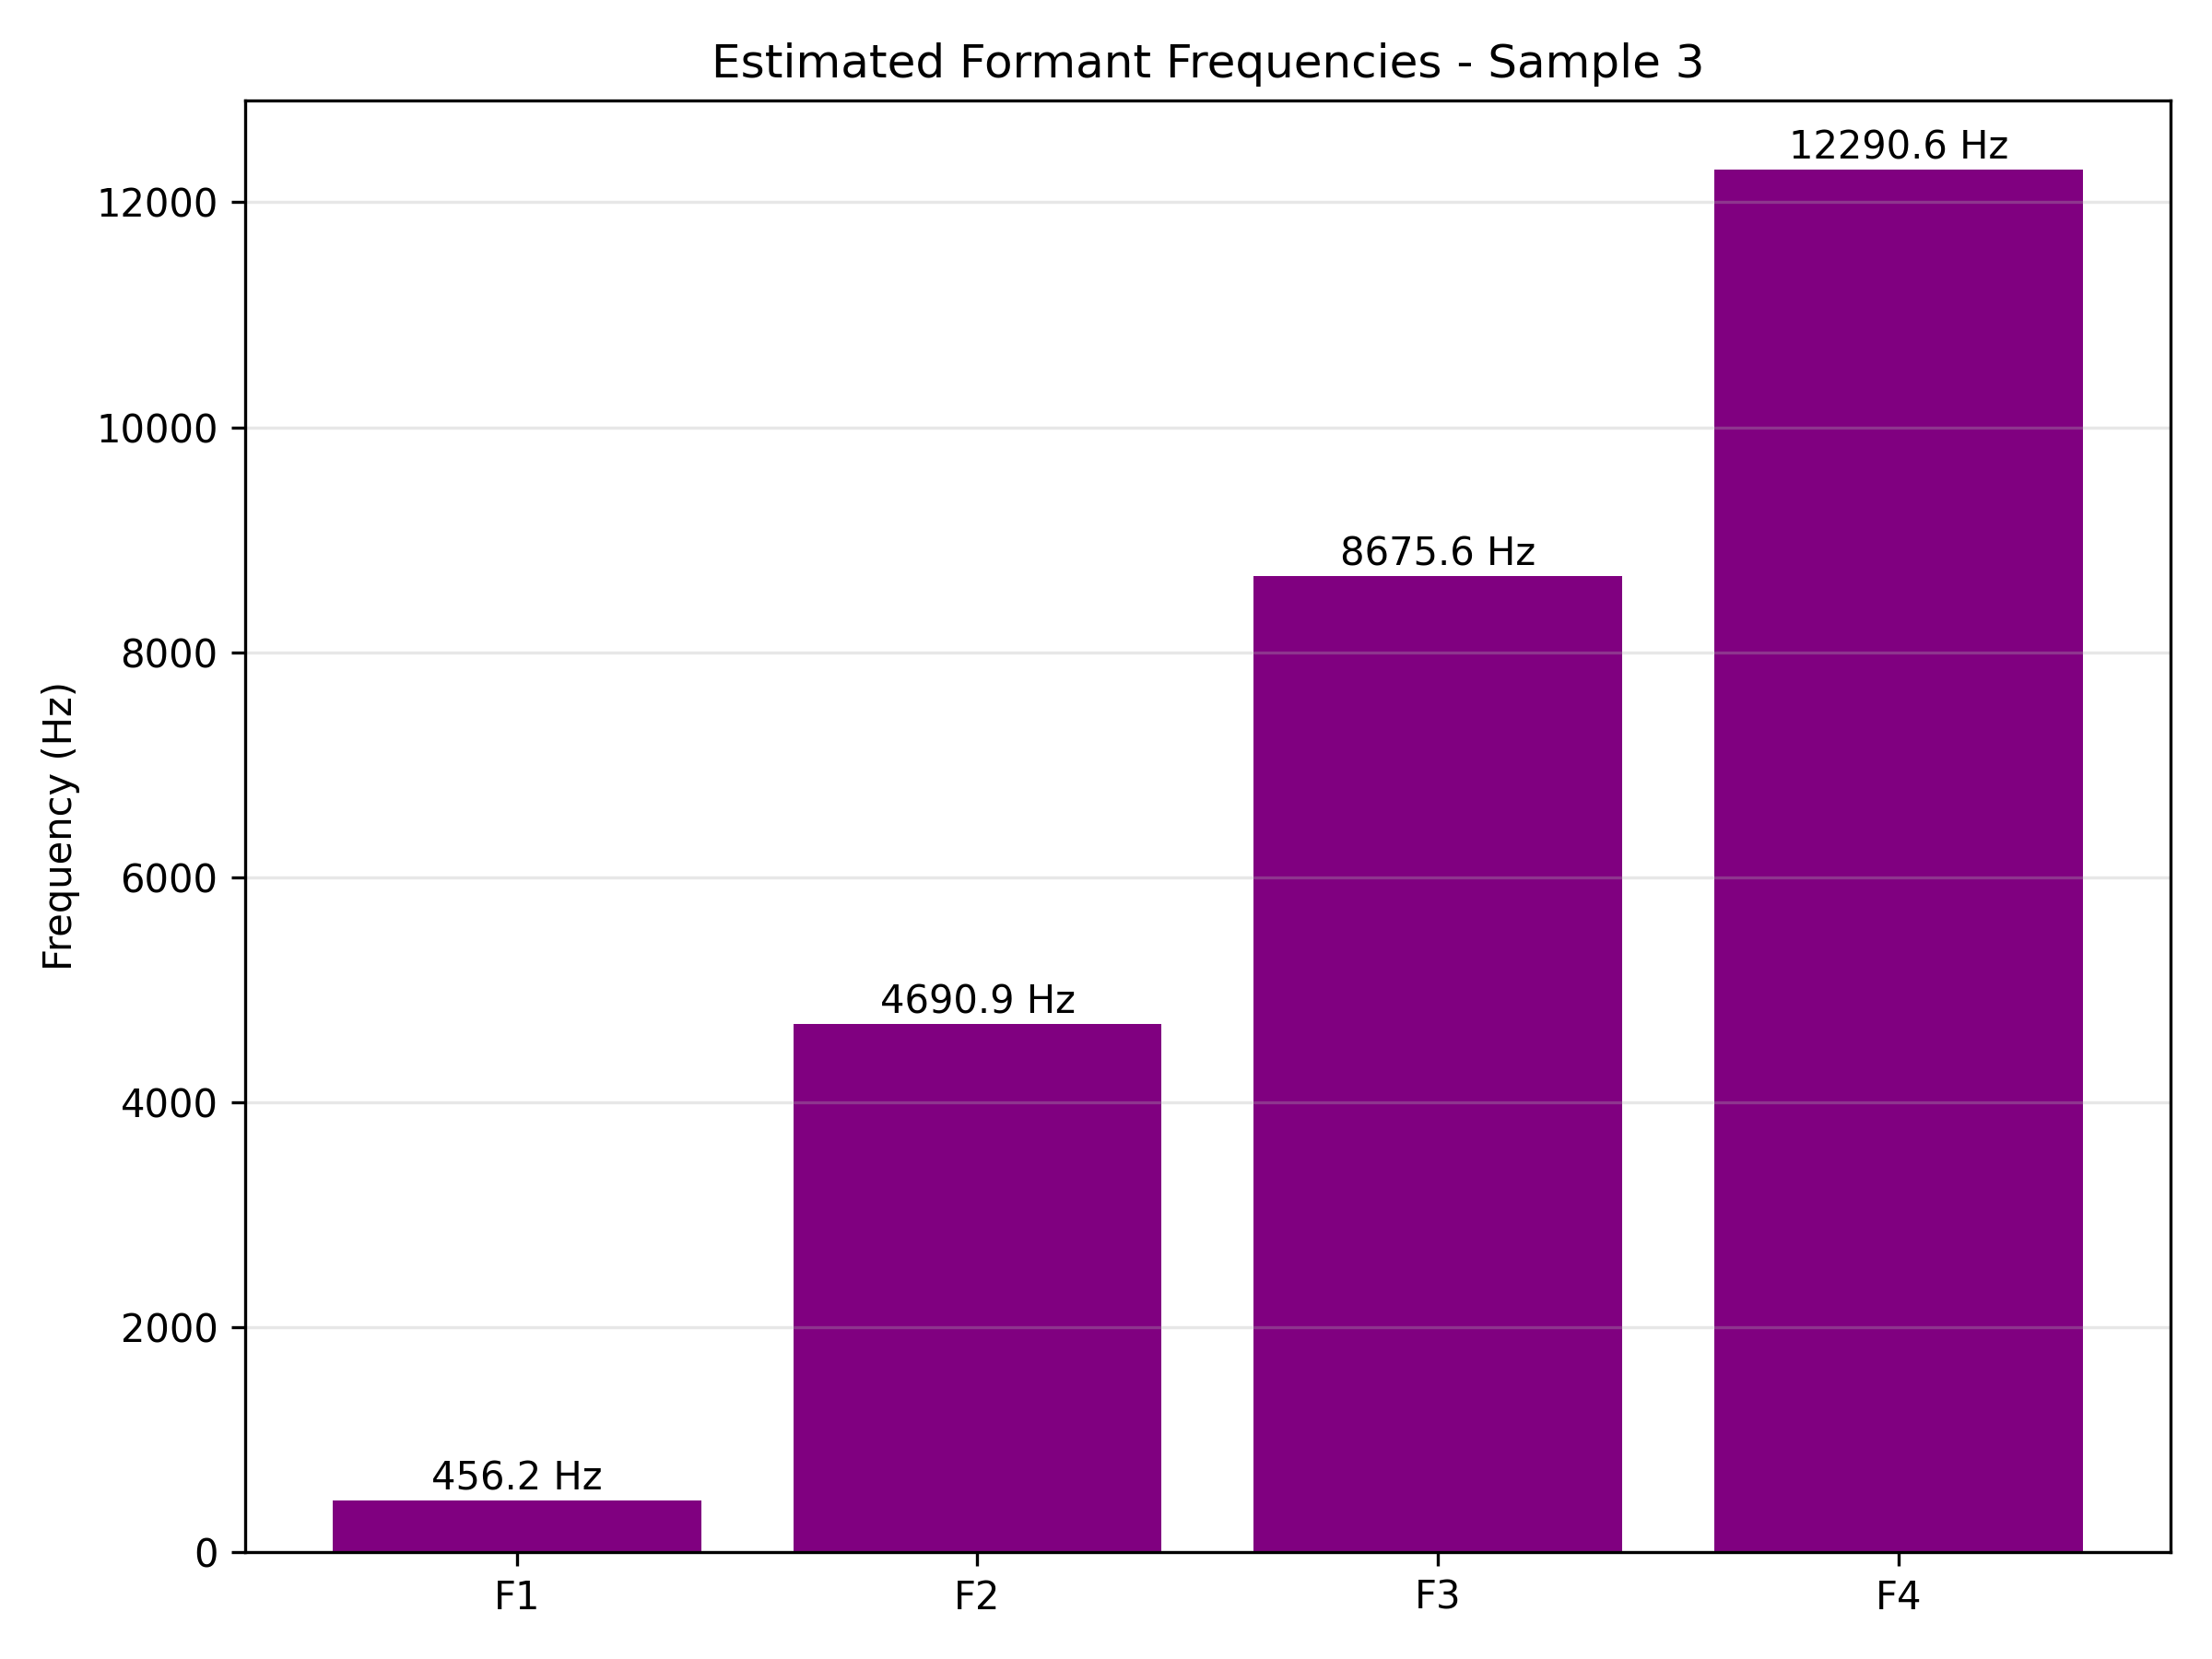 Estimated Formant Frequencies - Sample 3
12290.6 Hz
12000
10000
8675.6 Hz
8000
Frequency (Hz)
6000
4690.9 Hz
4000
2000
456.2 Hz
0
F1 F2 F3 F4